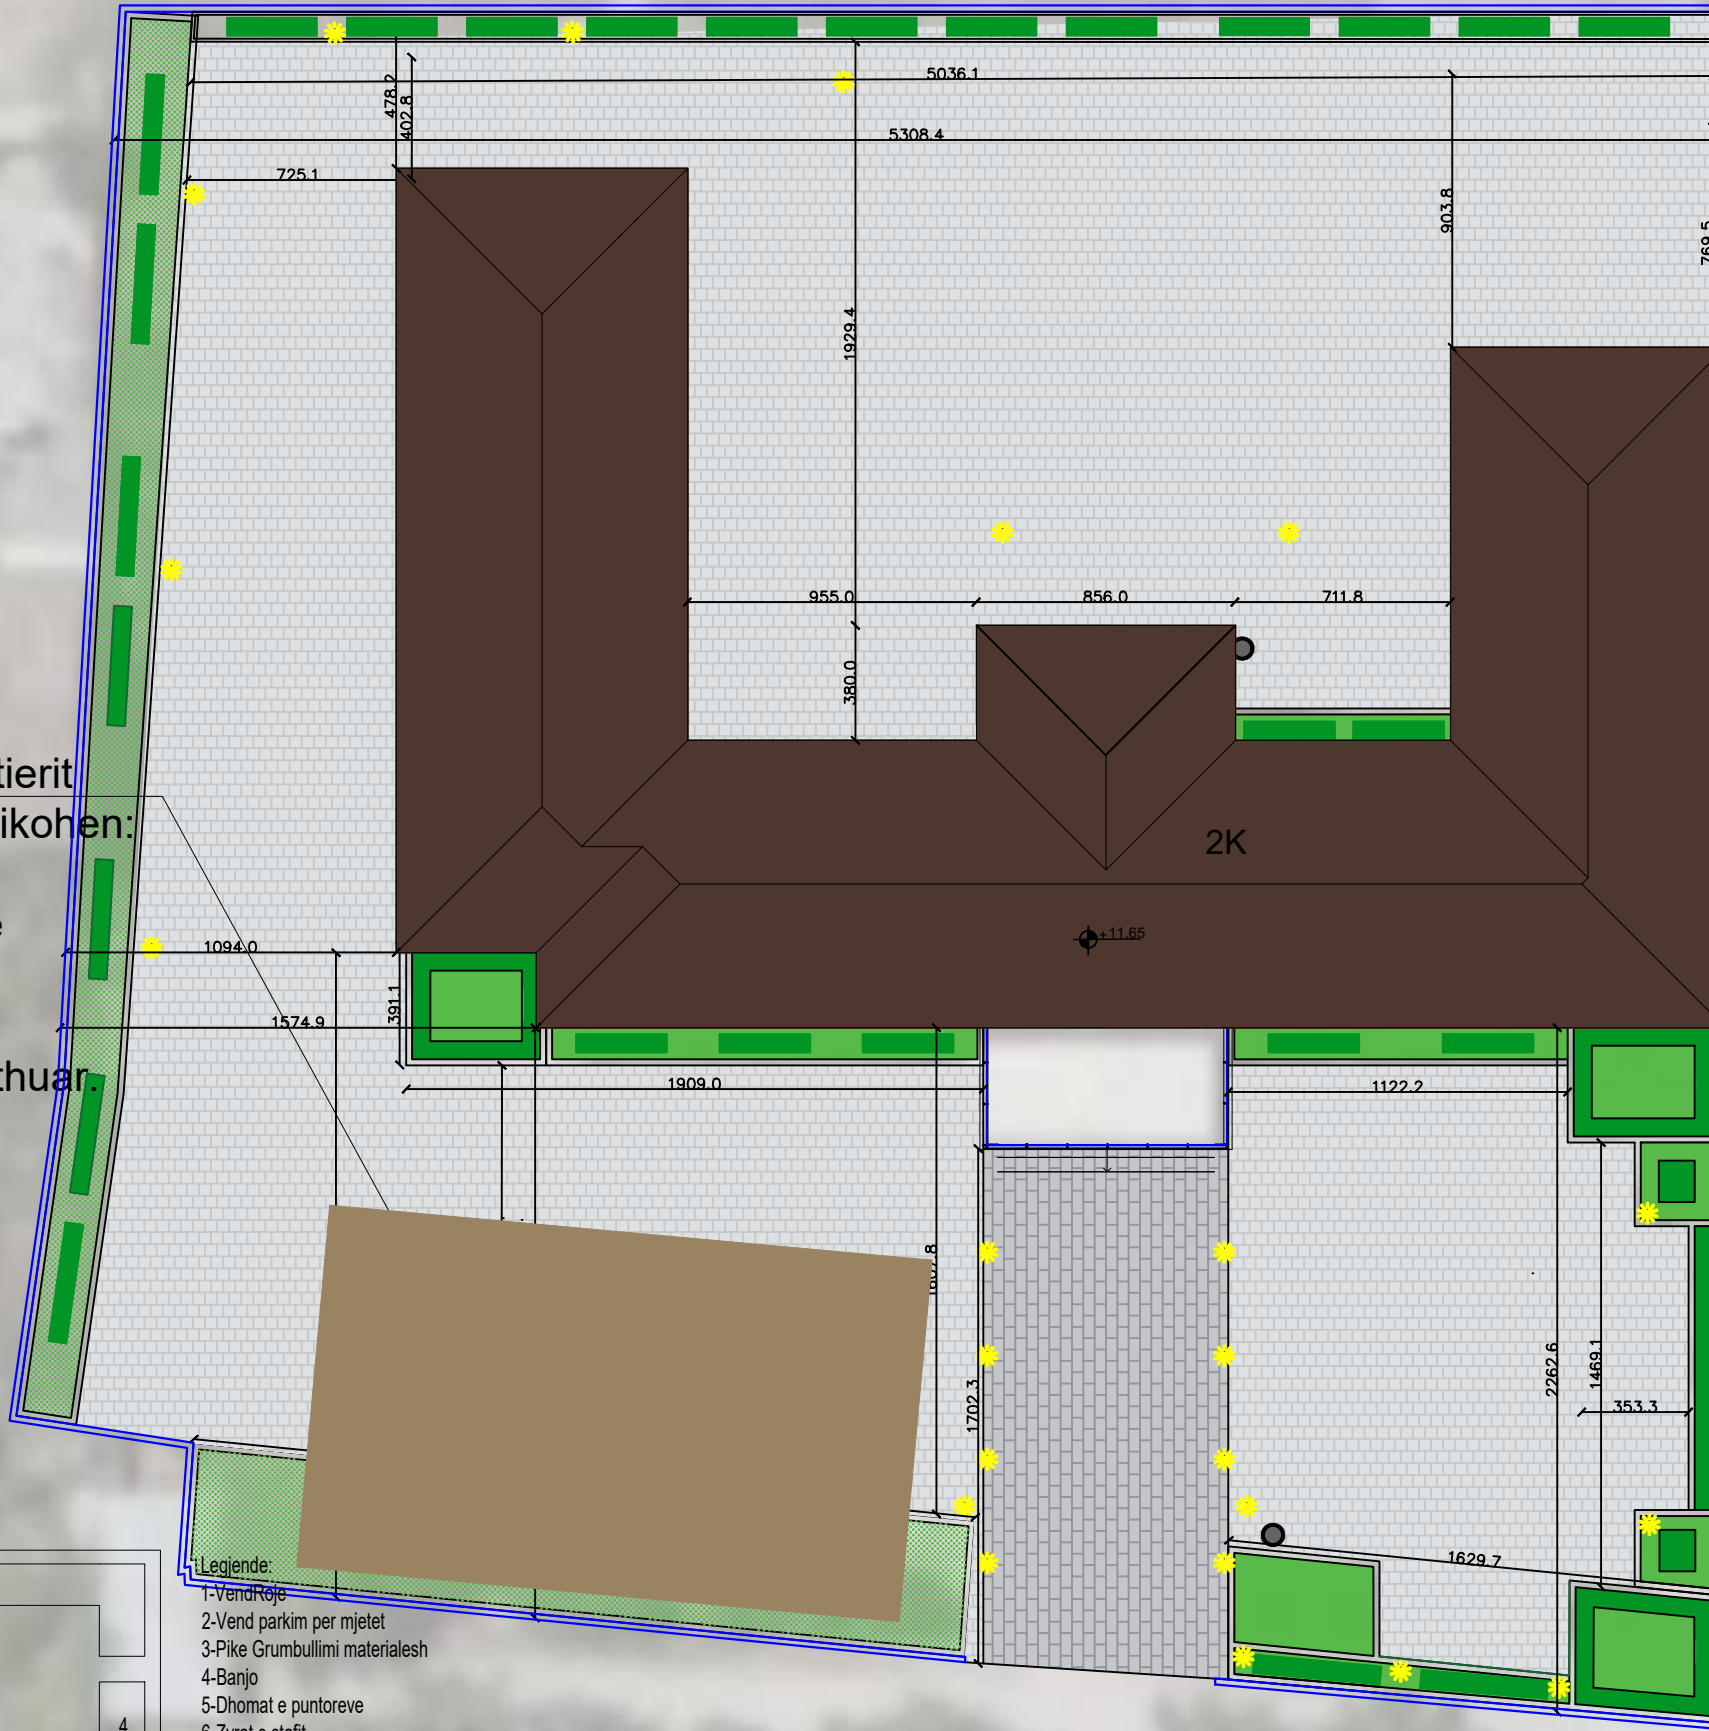 5036.1
478.2
402.8
5308.4
725.1
903.8
769.5
1929.4
955.0
856.0
711.8
380.0
tierit
ikohen:
2K
+11.65
1094.0
391.1
1574.9
thuar.
1909.0
1122.2
1702.3
2262.6
1469.1
353.3
1629.7
Legjende:
1-VendRoje
2-Vend parkim per mjetet
3-Pike Grumbullimi materialesh
4-Banjo
5-Dhomat e puntoreve
6-Zyrat e stafit
4